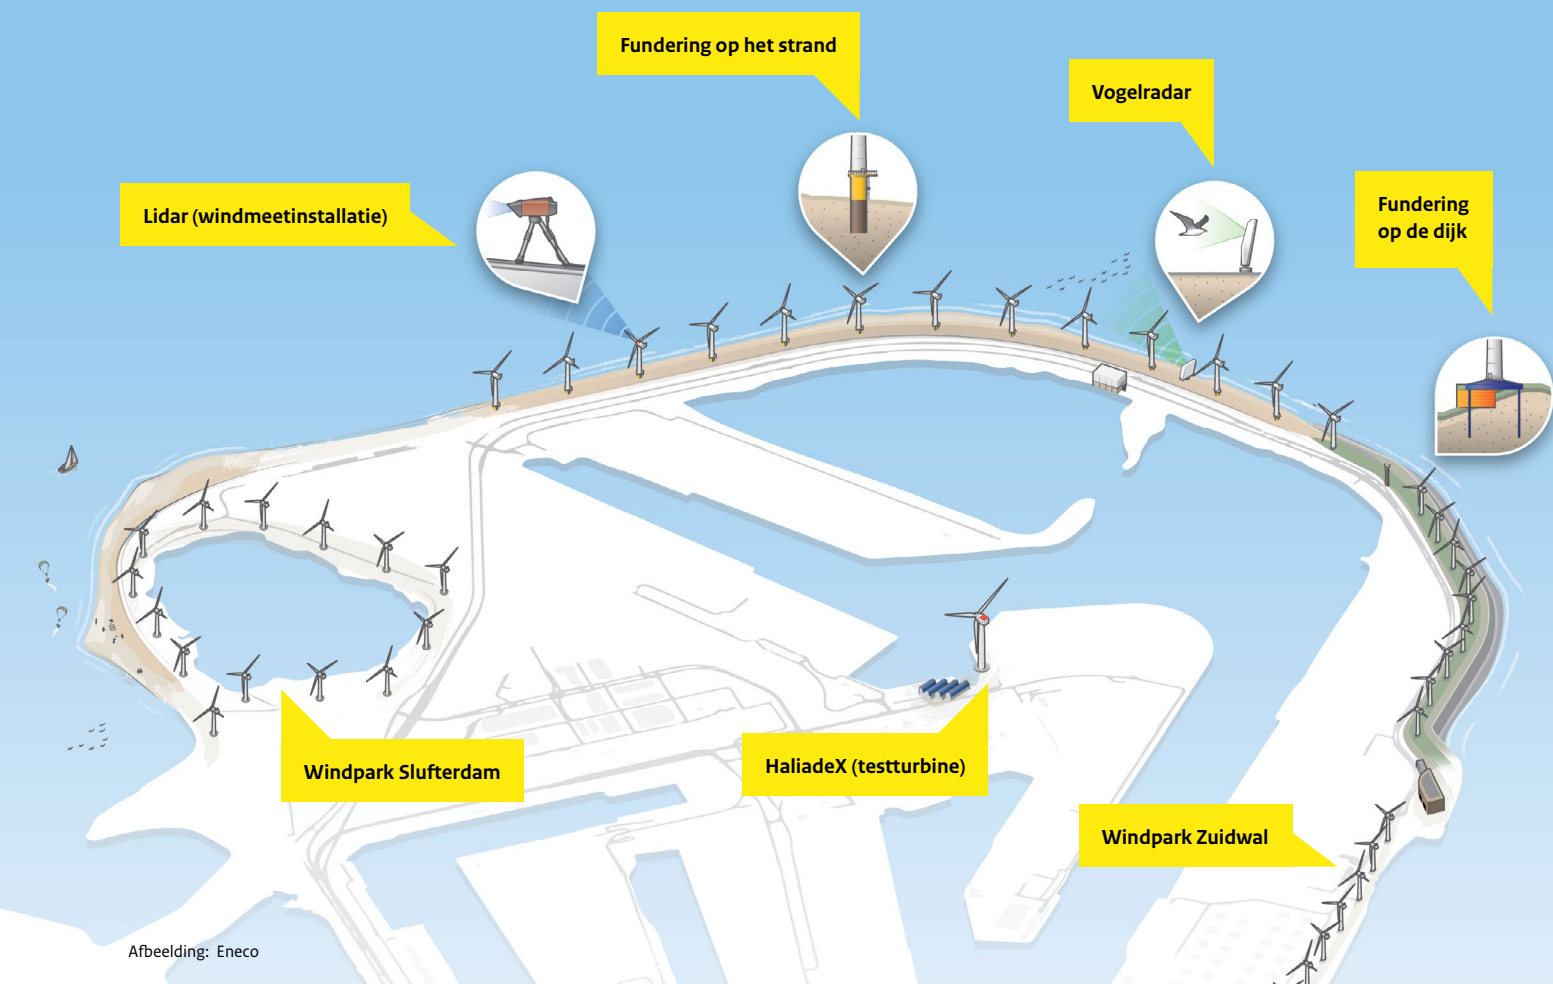 Fundering op het strand
Vogelradar
Lidar (windmeetinstallatie)
Fundering
op de dijk
Windpark Slufterdam
HaliadeX (testturbine)
Windpark Zuidwal
Afbeelding: Eneco